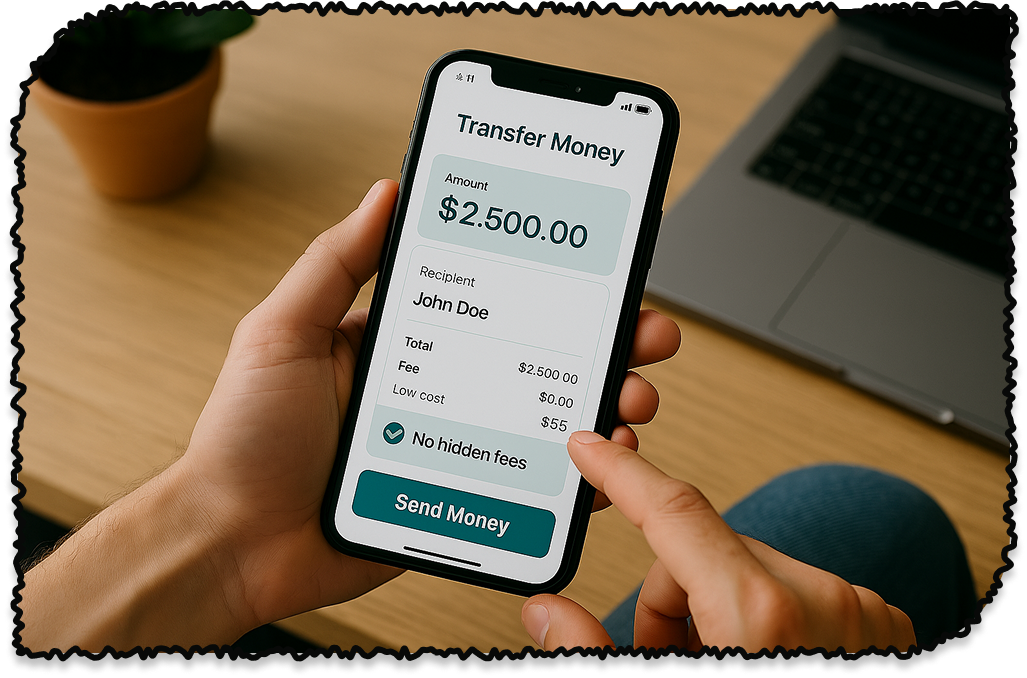 Transfer Money
Amount
$2.500.00
Recipient
John Doe
Total $2.500 00
Fee $0.00
Low cost $55
No hidden fees
Send Money